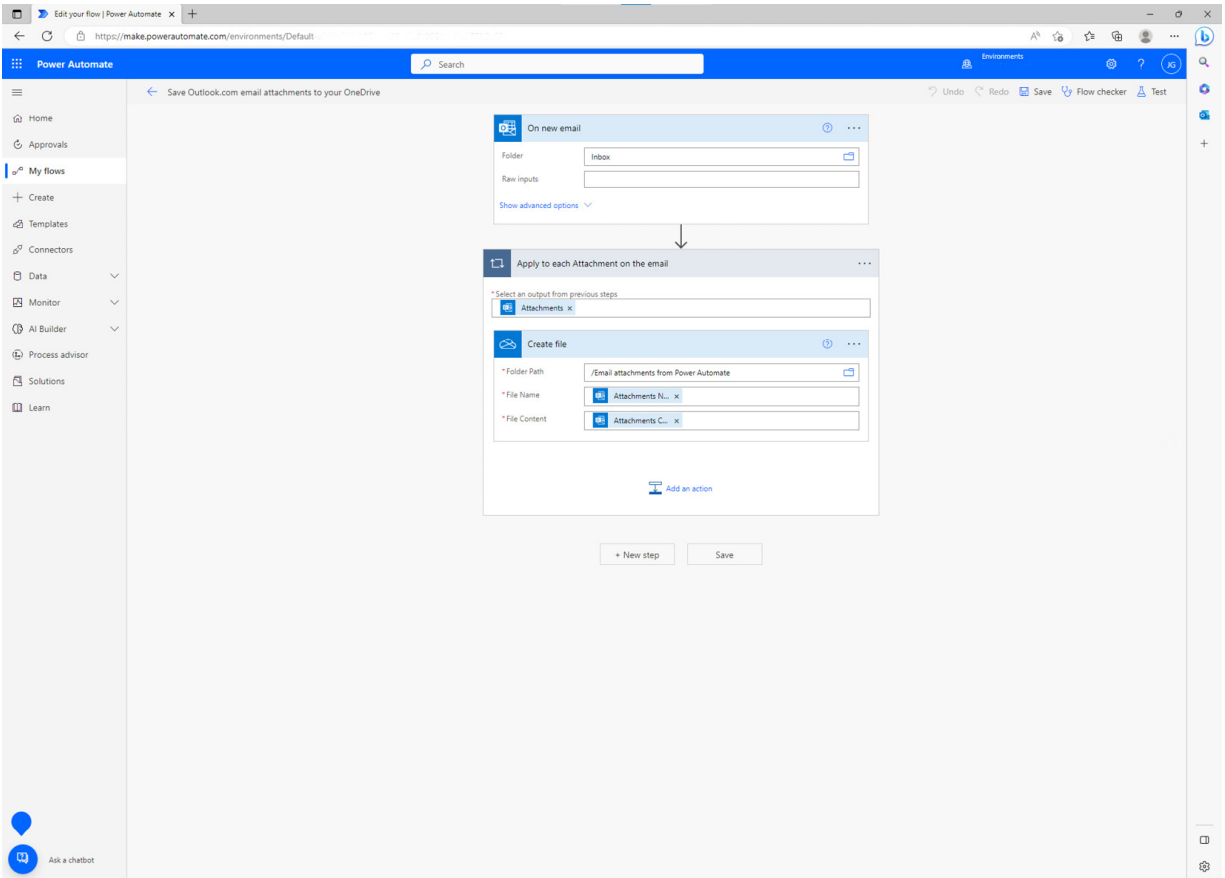 Edit your flow | Power Automate
https://make.powerautomate.com/environments/Default
Power Automate
Search
Environments
JG
Save Outlook.com email attachments to your OneDrive
Undo
Redo
Save
Flow checker
Test
Home
Approvals
My flows
Create
Templates
Connectors
Data
Monitor
AI Builder
Process advisor
Solutions
Learn
On new email
Folder
Inbox
Raw inputs
Show advanced options
Apply to each Attachment on the email
*Select an output from previous steps
Attachments ×
Create file
*Folder Path
/Email attachments from Power Automate
*File Name
Attachments N... ×
*File Content
Attachments C... ×
Add an action
+ New step
Save
Ask a chatbot